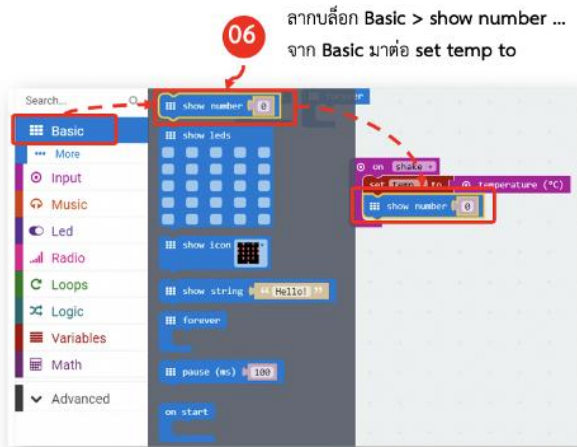 06
ลากบล็อก Basic > show number ...
จาก Basic มาต่อ set temp to
Search...
Basic
More
Input
Music
Led
Radio
Loops
Logic
Variables
Math
Advanced
show number 0
show leds
show icon
show string “ Hello! ”
forever
pause (ms) 100
on start
on shake
set temp to temperature (°C)
show number 0